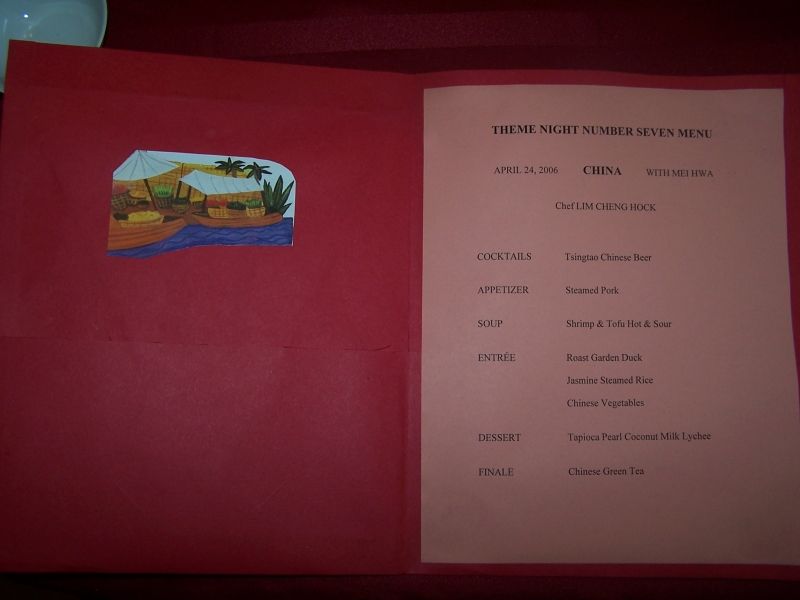 THEME NIGHT NUMBER SEVEN MENU
APRIL 24, 2006 CHINA WITH MEI HWA
Chef LIM CHENG HOCK
COCKTAILS Tsingtao Chinese Beer
APPETIZER Steamed Pork
SOUP Shrimp & Tofu Hot & Sour
ENTRÉE Roast Garden Duck
Jasmine Steamed Rice
Chinese Vegetables
DESSERT Tapioca Pearl Coconut Milk Lychee
FINALE Chinese Green Tea